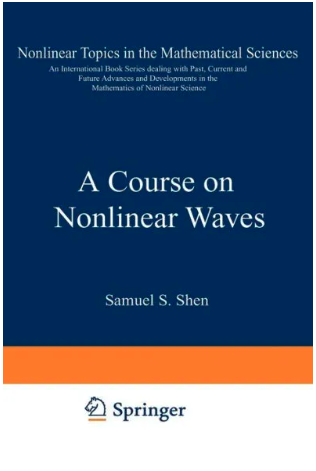 Nonlinear Topics in the Mathematical Sciences
An International Book Series dealing with Past, Current and
Future Advances and Developments in the
Mathematics of Nonlinear Science
A Course on
Nonlinear Waves
Samuel S. Shen
Springer